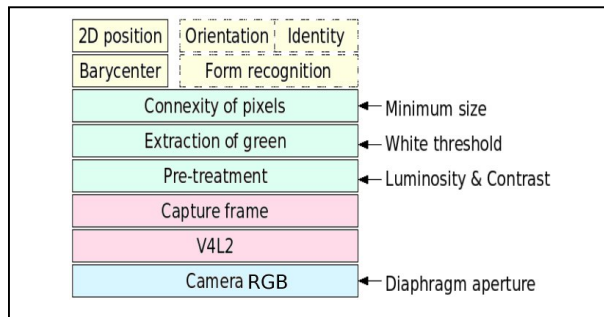 2D position Orientation Identity
Barycenter Form recognition
Connexity of pixels Minimum size
Extraction of green White threshold
Pre-treatment Luminosity & Contrast
Capture frame
V4L2
Camera RGB Diaphragm aperture